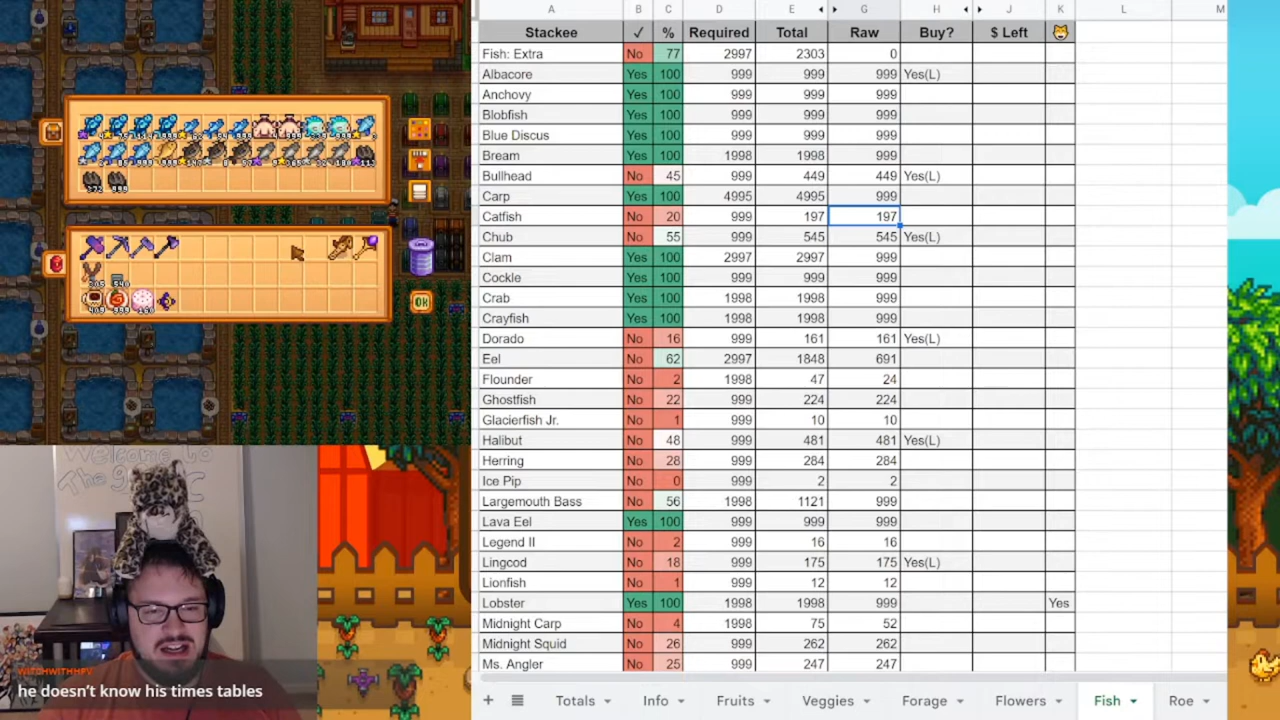 A B C D E G H J K L M
Stackee ✓ % Required Total Raw Buy? $ Left
Fish: Extra No 77 2997 2303 0
Albacore Yes 100 999 999 999 Yes(L)
Anchovy Yes 100 999 999 999
Blobfish Yes 100 999 999 999
Blue Discus Yes 100 999 999 999
Bream Yes 100 1998 1998 999
Bullhead No 45 999 449 449 Yes(L)
Carp Yes 100 4995 4995 999
Catfish No 20 999 197 197
Chub No 55 999 545 545 Yes(L)
Clam Yes 100 2997 2997 999
Cockle Yes 100 999 999 999
Crab Yes 100 1998 1998 999
Crayfish Yes 100 1998 1998 999
Dorado No 16 999 161 161 Yes(L)
Eel No 62 2997 1848 691
Flounder No 2 1998 47 24
Ghostfish No 22 999 224 224
Glacierfish Jr. No 1 999 10 10
Halibut No 48 999 481 481 Yes(L)
Herring No 28 999 284 284
Ice Pip No 0 999 2 2
Largemouth Bass No 56 1998 1121 999
Lava Eel Yes 100 999 999 999
Legend II No 2 999 16 16
Lingcod No 18 999 175 175 Yes(L)
Lionfish No 1 999 12 12
Lobster Yes 100 1998 1998 999 Yes
Midnight Carp No 4 1998 75 52
Midnight Squid No 26 999 262 262
Ms. Angler No 25 999 247 247
+ Totals Info Fruits Veggies Forage Flowers Fish Roe
OK
Welcome to
The ga
WITCHWITHHEV
he doesn't know his times tables